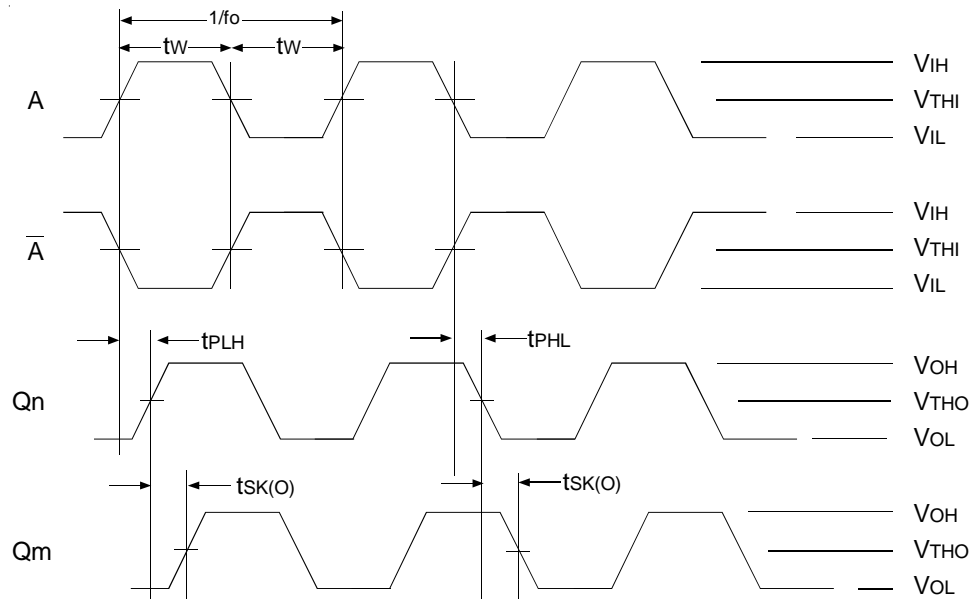 1/fo
tW tW
A
VIH
VTHI
VIL
A
VIH
VTHI
VIL
tPLH tPHL
Qn
VOH
VTHO
VOL
tSK(O) tSK(O)
Qm
VOH
VTHO
VOL